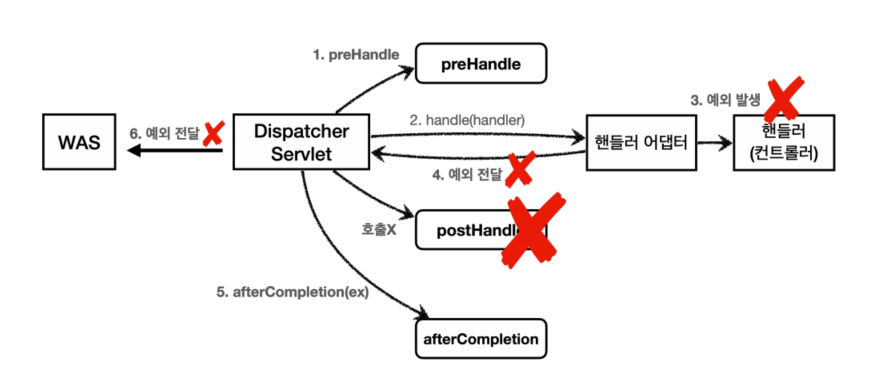 1. preHandle
preHandle
3. 예외 발생
6. 예외 전달
2. handle(handler)
WAS
Dispatcher
Servlet
핸들러 어댑터
핸들러
(컨트롤러)
4. 예외 전달
호출X
postHandle
5. afterCompletion(ex)
afterCompletion